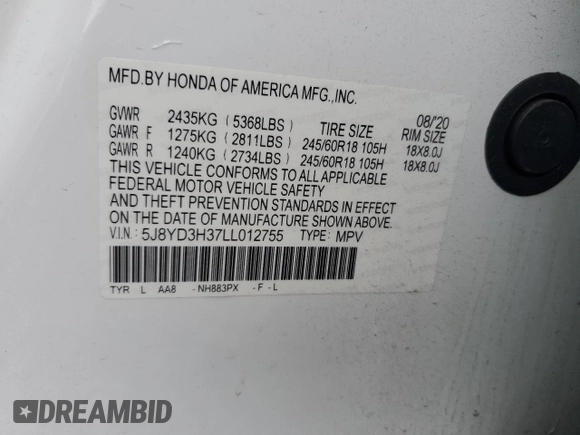 MFD.BY HONDA OF AMERICA MFG.,INC.
08/'20
GVWR 2435KG (5368LBS) TIRE SIZE RIM SIZE
GAWR F 1275KG (2811LBS) 245/60R18 105H 18X8.0J
GAWR R 1240KG (2734LBS) 245/60R18 105H 18X8.0J
THIS VEHICLE CONFORMS TO ALL APPLICABLE
FEDERAL MOTOR VEHICLE SAFETY
AND THEFT PREVENTION STANDARDS IN EFFECT
ON THE DATE OF MANUFACTURE SHOWN ABOVE.
V.I.N: 5J8YD3H37LL012755 TYPE: MPV
TYR L AA8 -NH883PX -F-L
DREAMBID